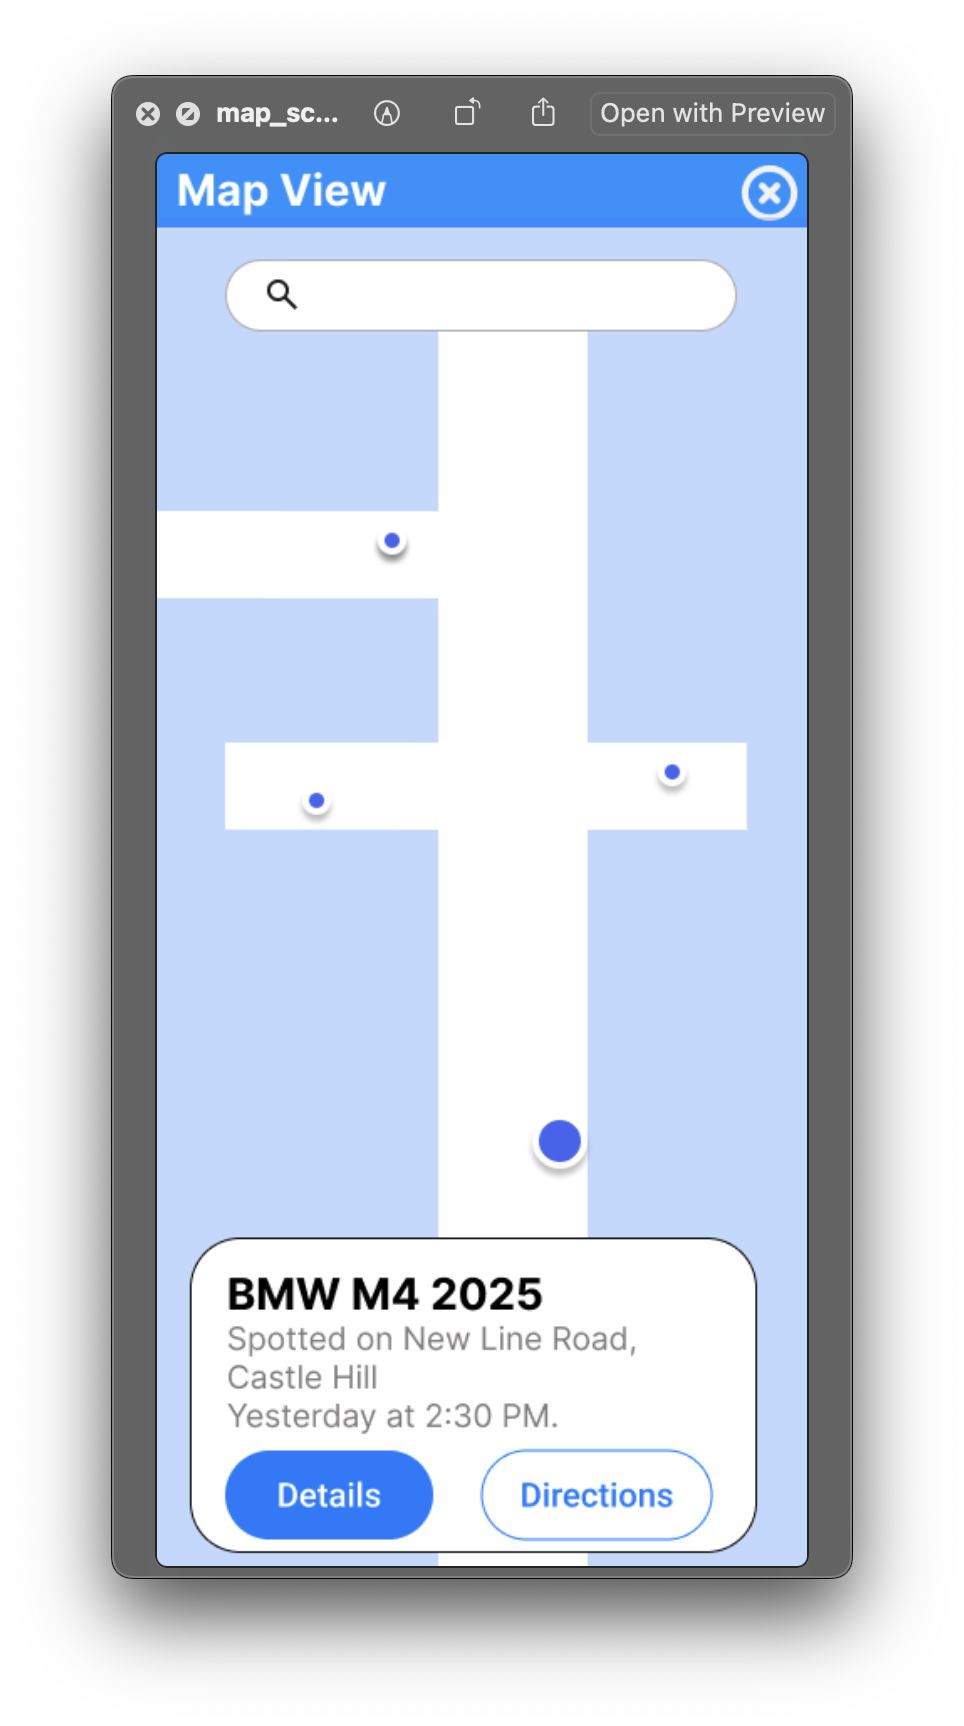 map_sc...
Open with Preview
Map View
BMW M4 2025
Spotted on New Line Road,
Castle Hill
Yesterday at 2:30 PM.
Details
Directions